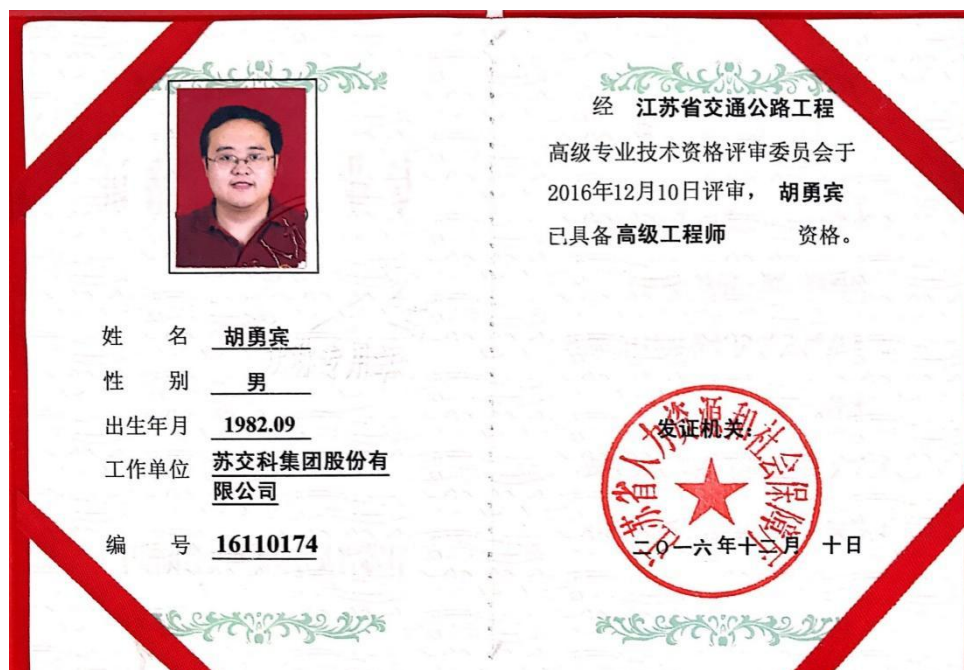 姓 名 胡勇宾
性 别 男
出生年月 1982.09
工作单位 苏交科集团股份有
限公司
编 号 16110174
经 江苏省交通公路工程
高级专业技术资格评审委员会于
2016年12月10日评审， 胡勇宾
已具备高级工程师 资格。
江苏省人力资源和社会保障厅
发证机关：
二〇一六年十二月 十日